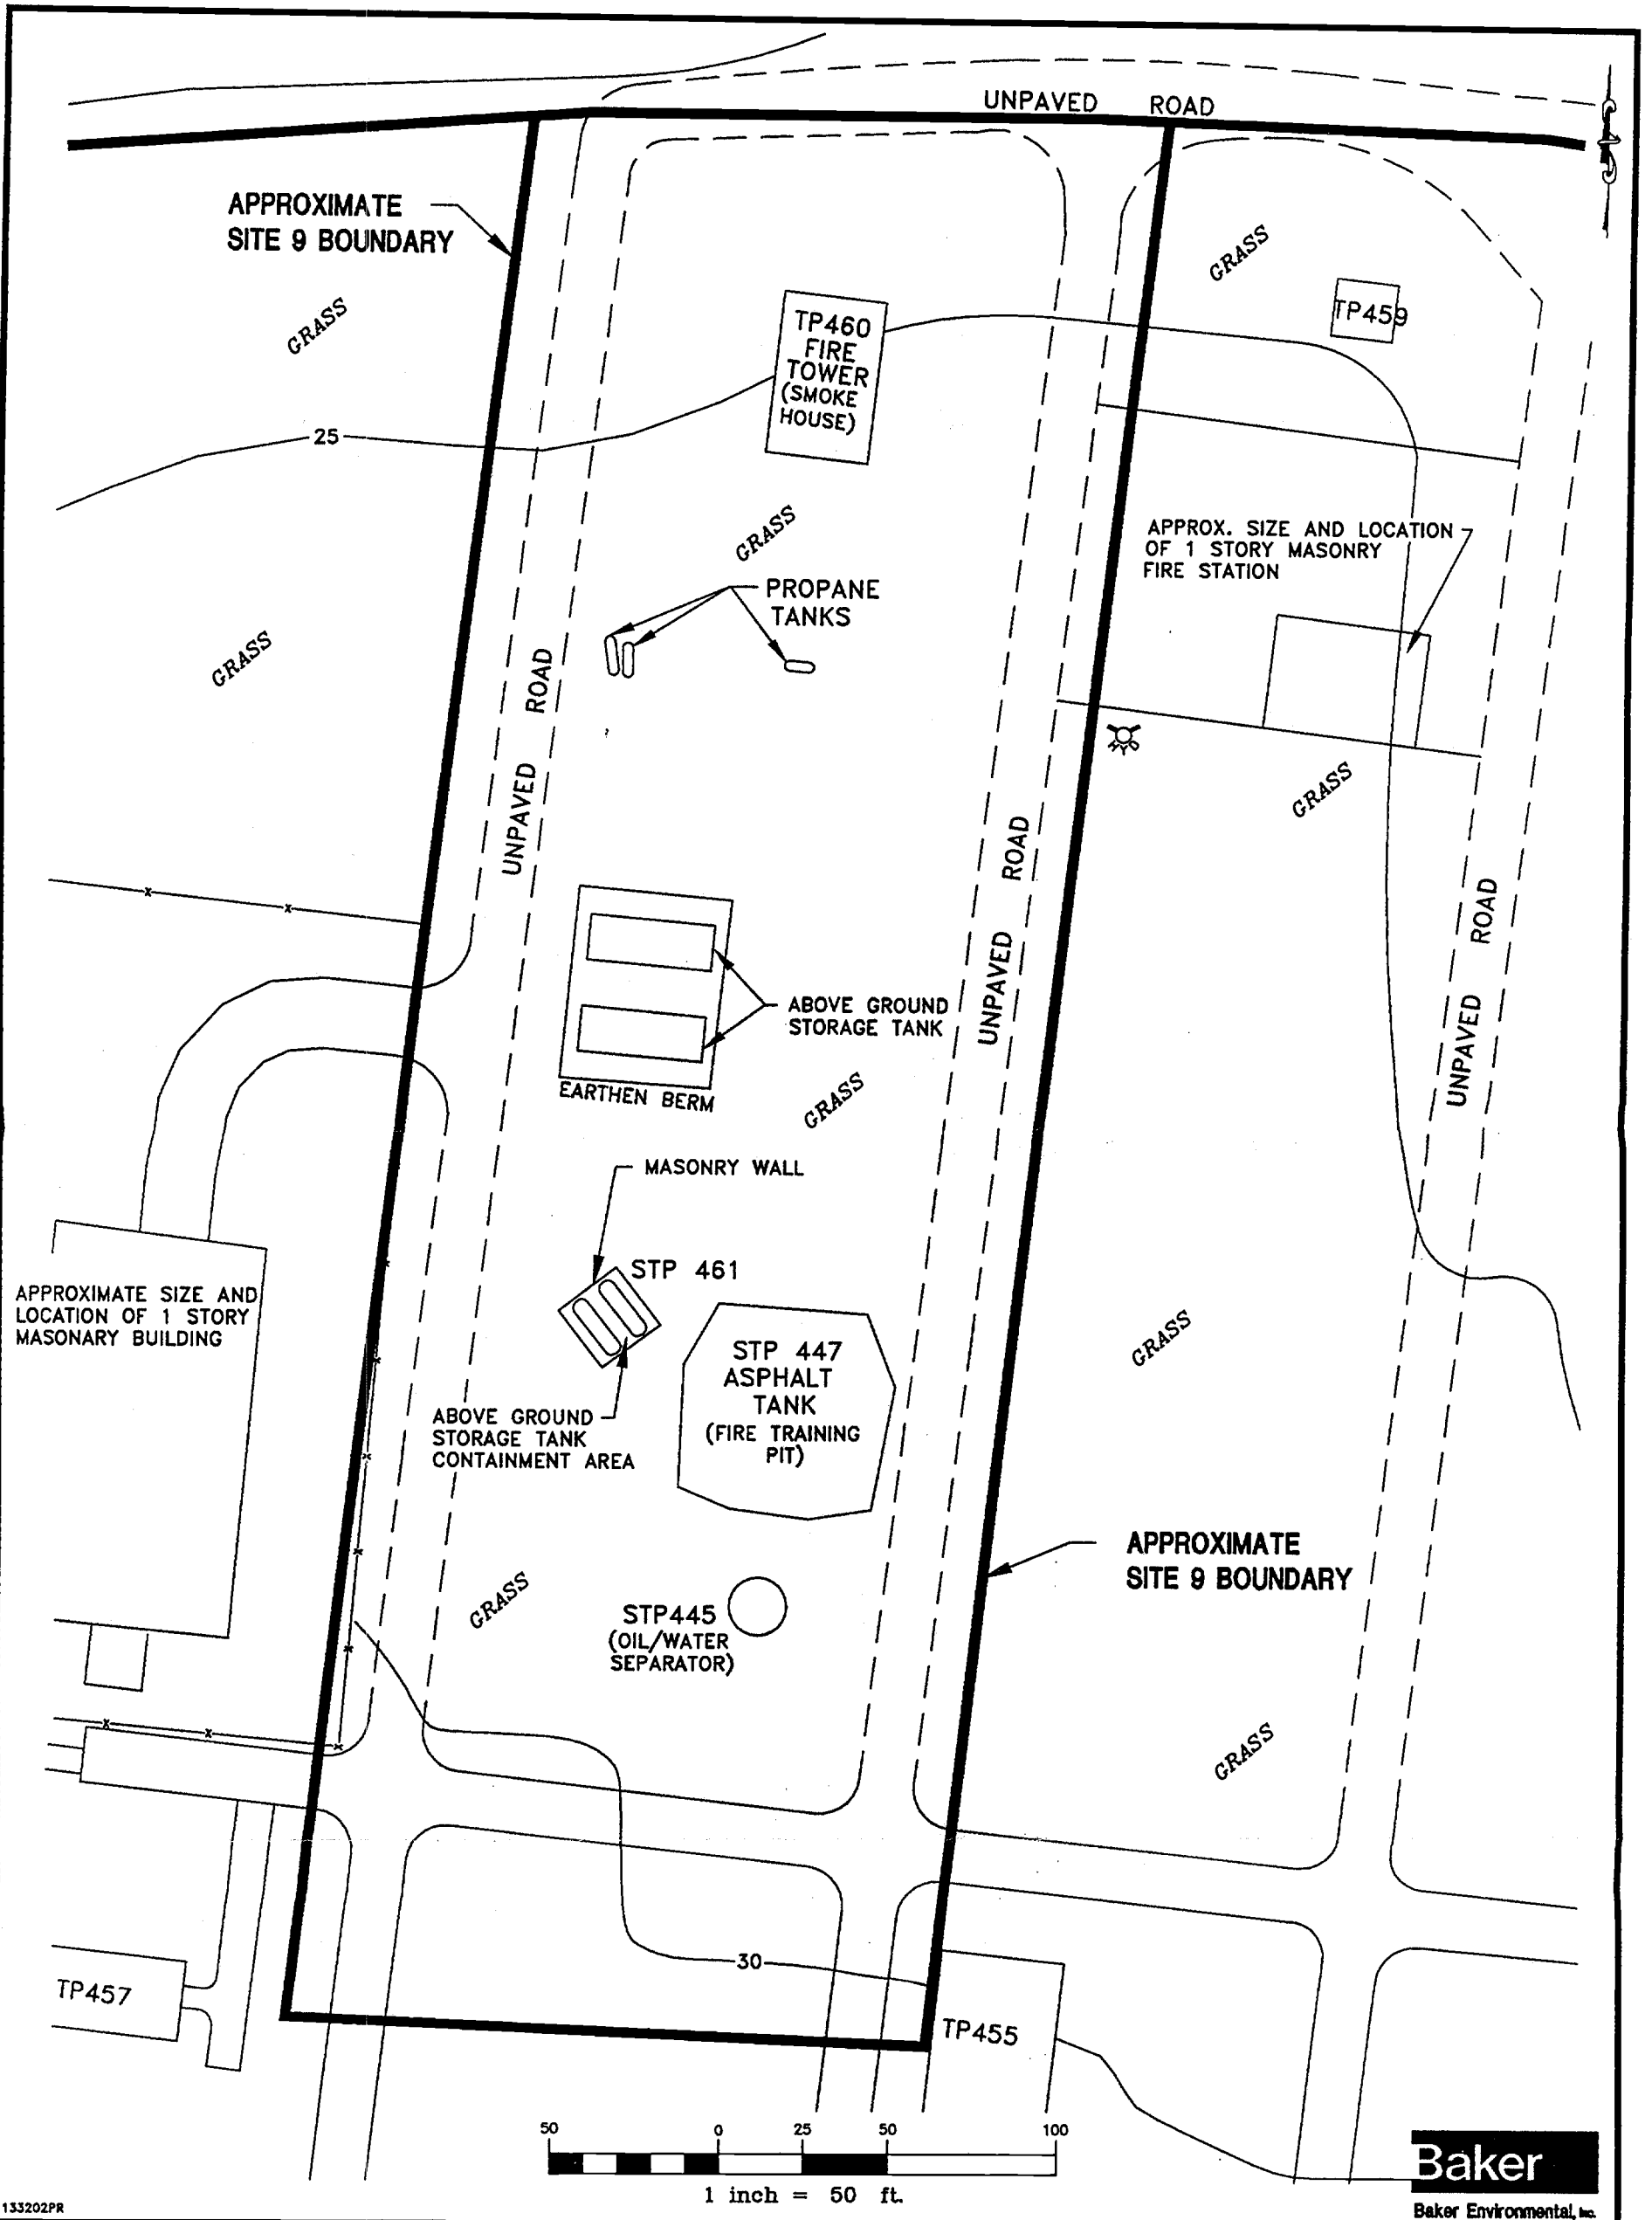 UNPAVED ROAD
APPROXIMATE
SITE 9 BOUNDARY
GRASS
GRASS
TP459
TP460
FIRE
TOWER
(SMOKE
HOUSE)
25
GRASS
APPROX. SIZE AND LOCATION
OF 1 STORY MASONRY
FIRE STATION
PROPANE
TANKS
GRASS
UNPAVED ROAD
HYD
GRASS
UNPAVED ROAD
UNPAVED ROAD
ABOVE GROUND
STORAGE TANK
EARTHEN BERM
GRASS
MASONRY WALL
STP 461
APPROXIMATE SIZE AND
LOCATION OF 1 STORY
MASONARY BUILDING
GRASS
STP 447
ASPHALT
TANK
(FIRE TRAINING
PIT)
ABOVE GROUND
STORAGE TANK
CONTAINMENT AREA
APPROXIMATE
SITE 9 BOUNDARY
GRASS
STP445
(OIL/WATER
SEPARATOR)
GRASS
30
TP457
TP455
50 0 25 50 100
1 inch = 50 ft.
Baker
Baker Environmental, Inc.
133202PR